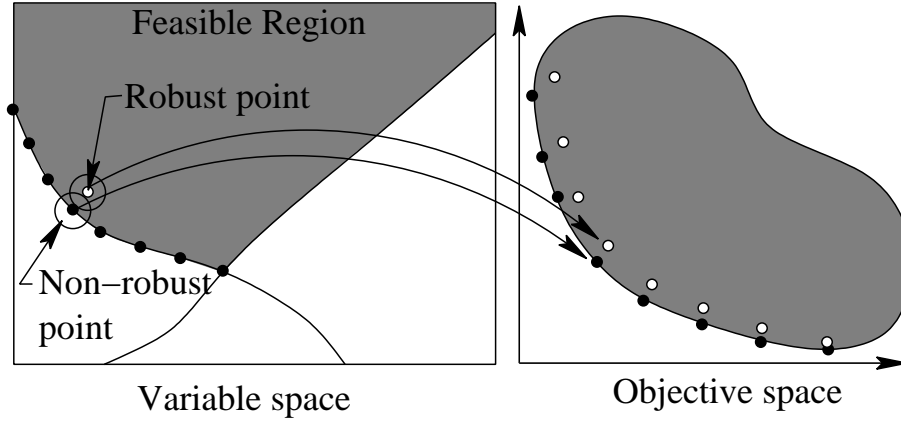 Feasible Region
Robust point
Non−robust
point
Variable space
Objective space